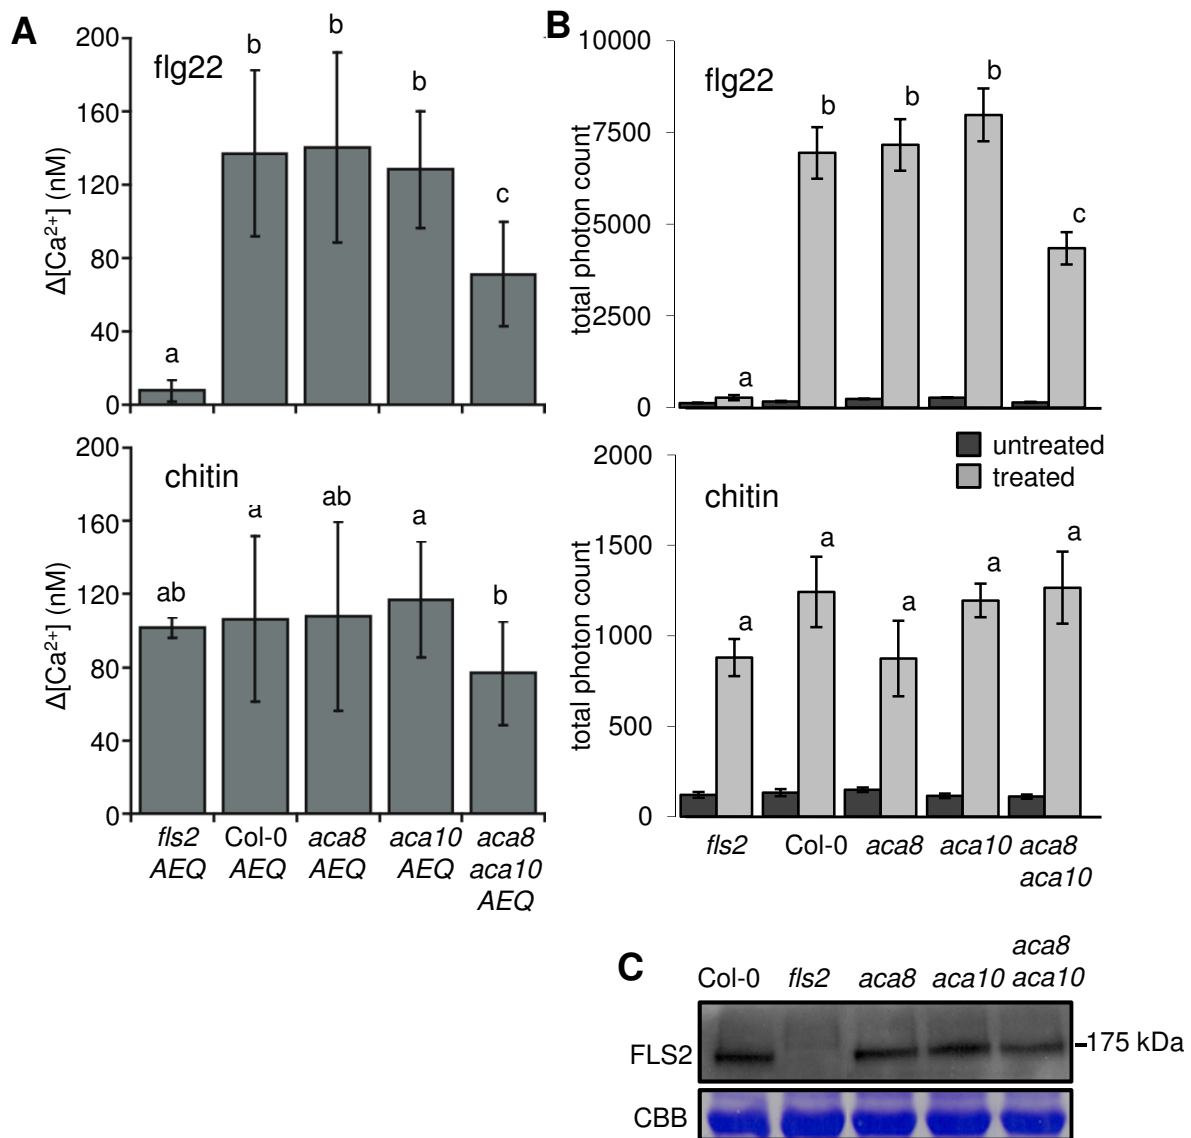 A
200
160
120
80
40
0
Δ[Ca²⁺] (nM)
flg22
a
b
b
b
c
200
160
120
80
40
0
Δ[Ca²⁺] (nM)
chitin
ab
a
ab
a
b
fls2 AEQ
Col-0 AEQ
aca8 AEQ
aca10 AEQ
aca8 aca10 AEQ
B
10000
7500
5000
2500
0
total photon count
flg22
a
b
b
b
c
untreated
treated
2000
1500
1000
500
0
total photon count
chitin
a
a
a
a
a
fls2
Col-0
aca8
aca10
aca8 aca10
C
Col-0
fls2
aca8
aca10
aca8 aca10
FLS2
-175 kDa
CBB